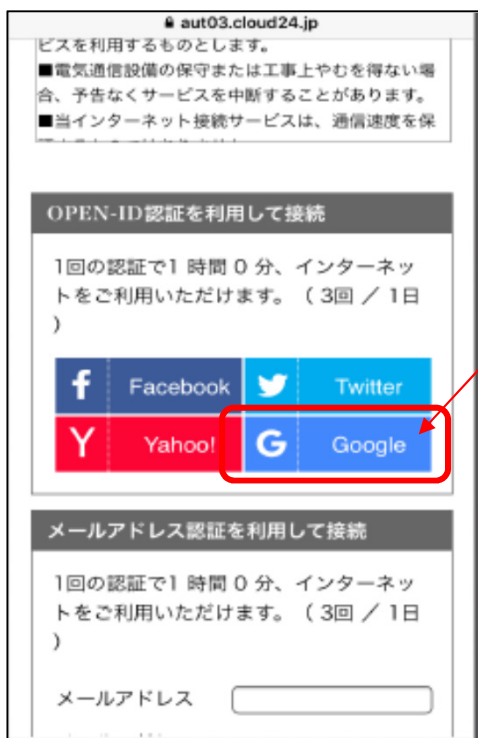 aut03.cloud24.jp
ビスを利用するものとします。
■電気通信設備の保守または工事上やむを得ない場
合、予告なくサービスを中断することがあります。
■当インターネット接続サービスは、通信速度を保
OPEN-ID認証を利用して接続
1回の認証で1 時間 0 分、インターネッ
トをご利用いただけます。（ 3回 ／ 1日
）
f Facebook
Twitter
Y Yahoo!
G Google
メールアドレス認証を利用して接続
1回の認証で1 時間 0 分、インターネッ
トをご利用いただけます。（ 3回 ／ 1日
）
メールアドレス